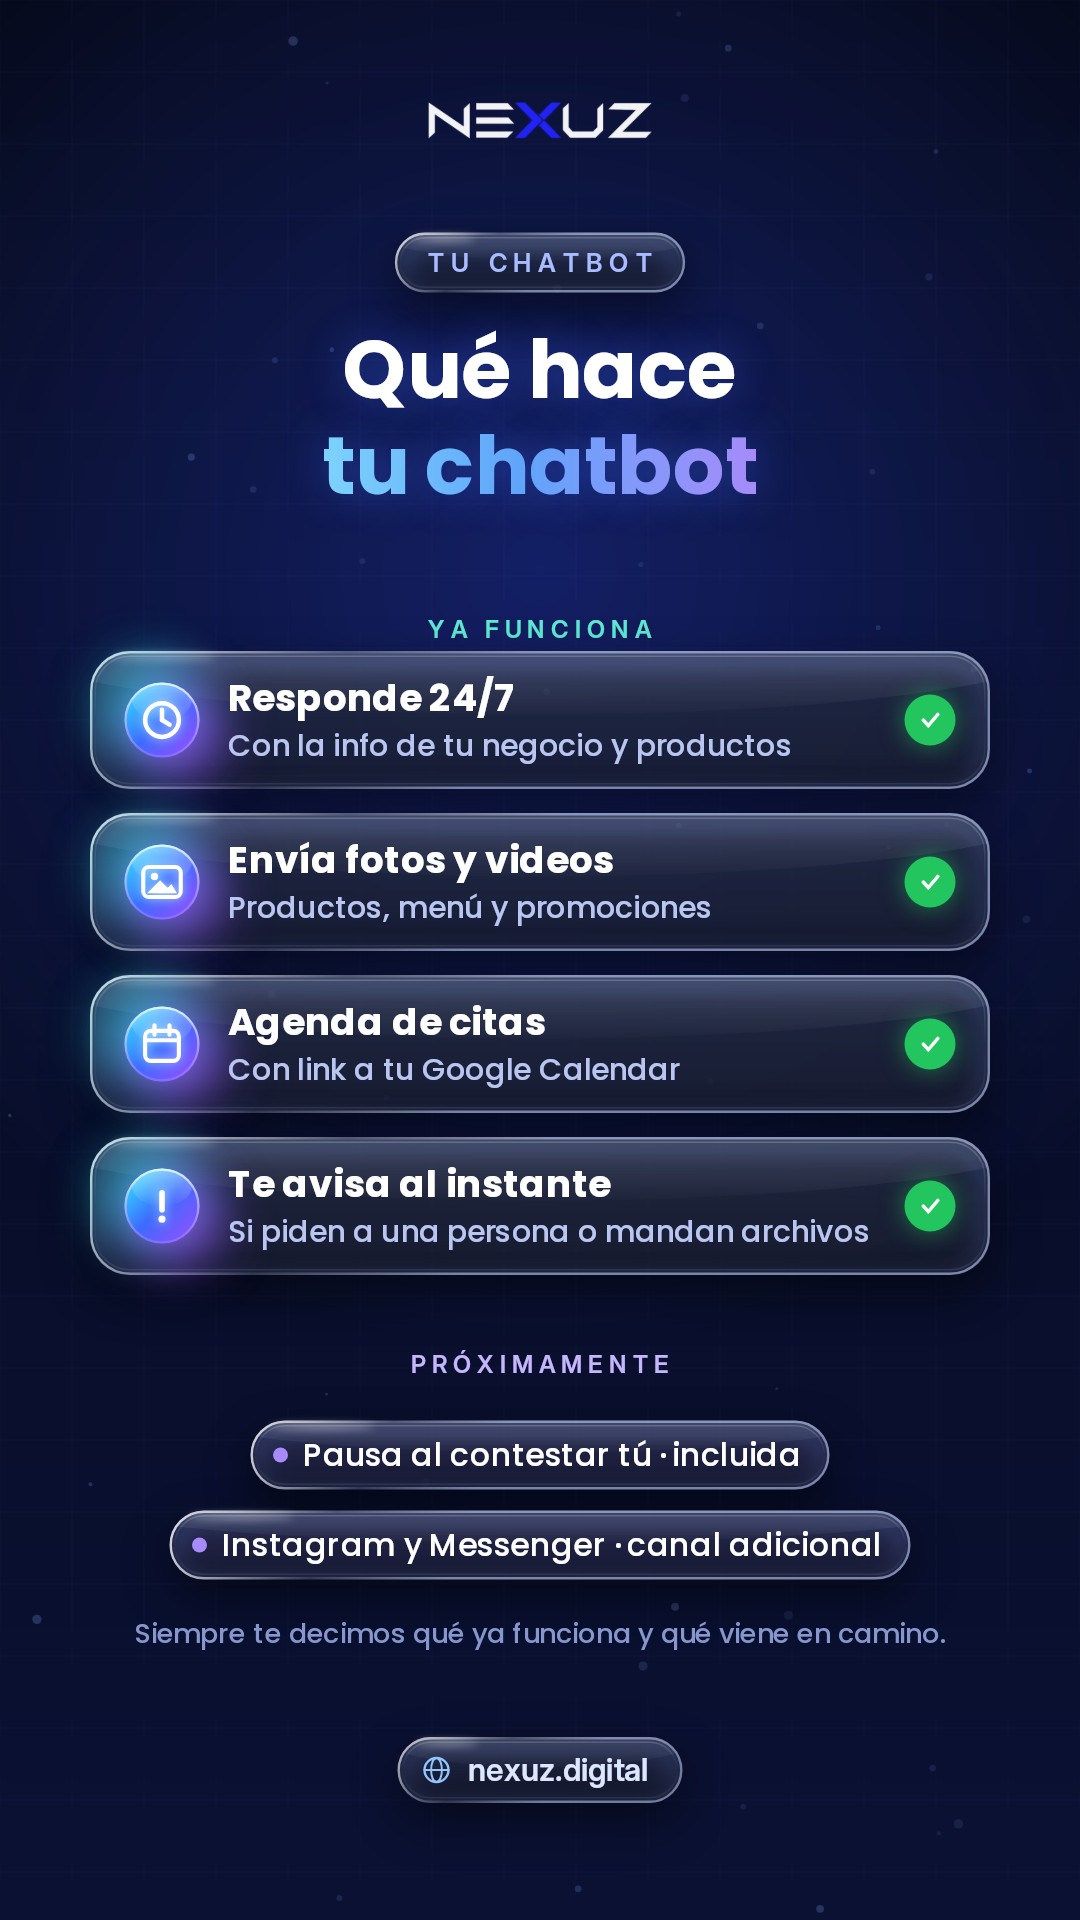 NEXUZ
TU CHATBOT
Qué hace
tu chatbot
YA FUNCIONA
Responde 24/7
Con la info de tu negocio y productos
Envía fotos y videos
Productos, menú y promociones
Agenda de citas
Con link a tu Google Calendar
Te avisa al instante
Si piden a una persona o mandan archivos
PRÓXIMAMENTE
Pausa al contestar tú · incluida
Instagram y Messenger · canal adicional
Siempre te decimos qué ya funciona y qué viene en camino.
nexuz.digital